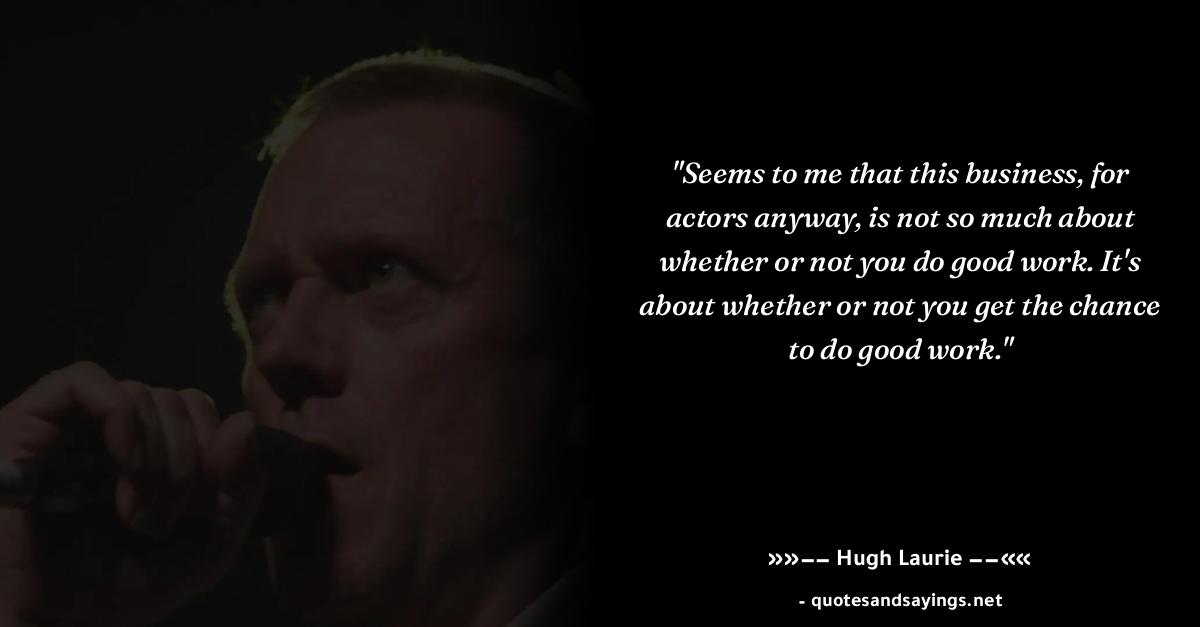 "Seems to me that this business, for
actors anyway, is not so much about
whether or not you do good work. It's
about whether or not you get the chance
to do good work."
»»−− Hugh Laurie −−««
- quotesandsayings.net